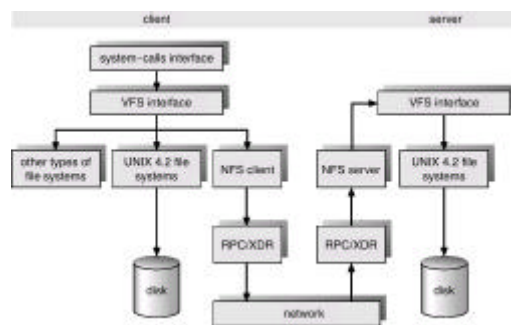 client
server
system-calls interface
VFS interface
VFS interface
other types of
file systems
UNIX 4.2 file
systems
NFS client
NFS server
UNIX 4.2 file
systems
RPC/XDR
RPC/XDR
disk
disk
network